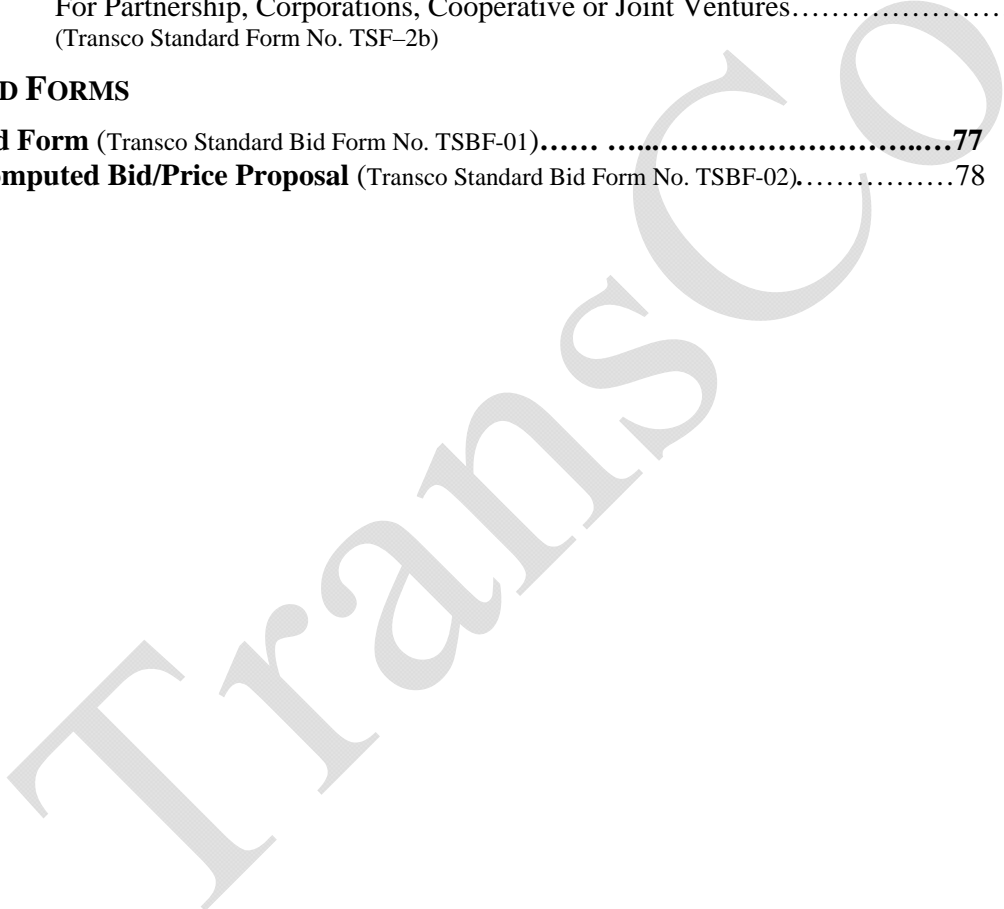 For Partnership, Corporations, Cooperative or Joint Ventures…………………
(Transco Standard Form No. TSF–2b)
D FORMS
d Form (Transco Standard Bid Form No. TSBF-01)…… …...…….………………..…77
omputed Bid/Price Proposal (Transco Standard Bid Form No. TSBF-02).……………78
TransCo